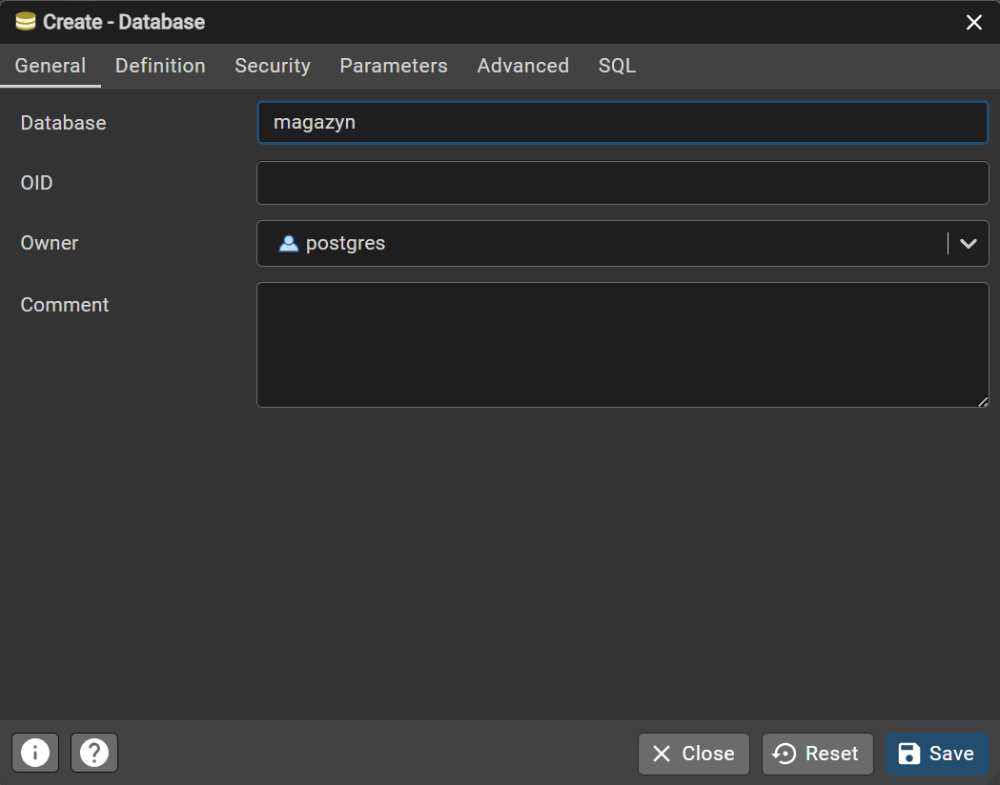 Create - Database
General Definition Security Parameters Advanced SQL
Database magazyn
OID
Owner postgres
Comment
Close Reset Save